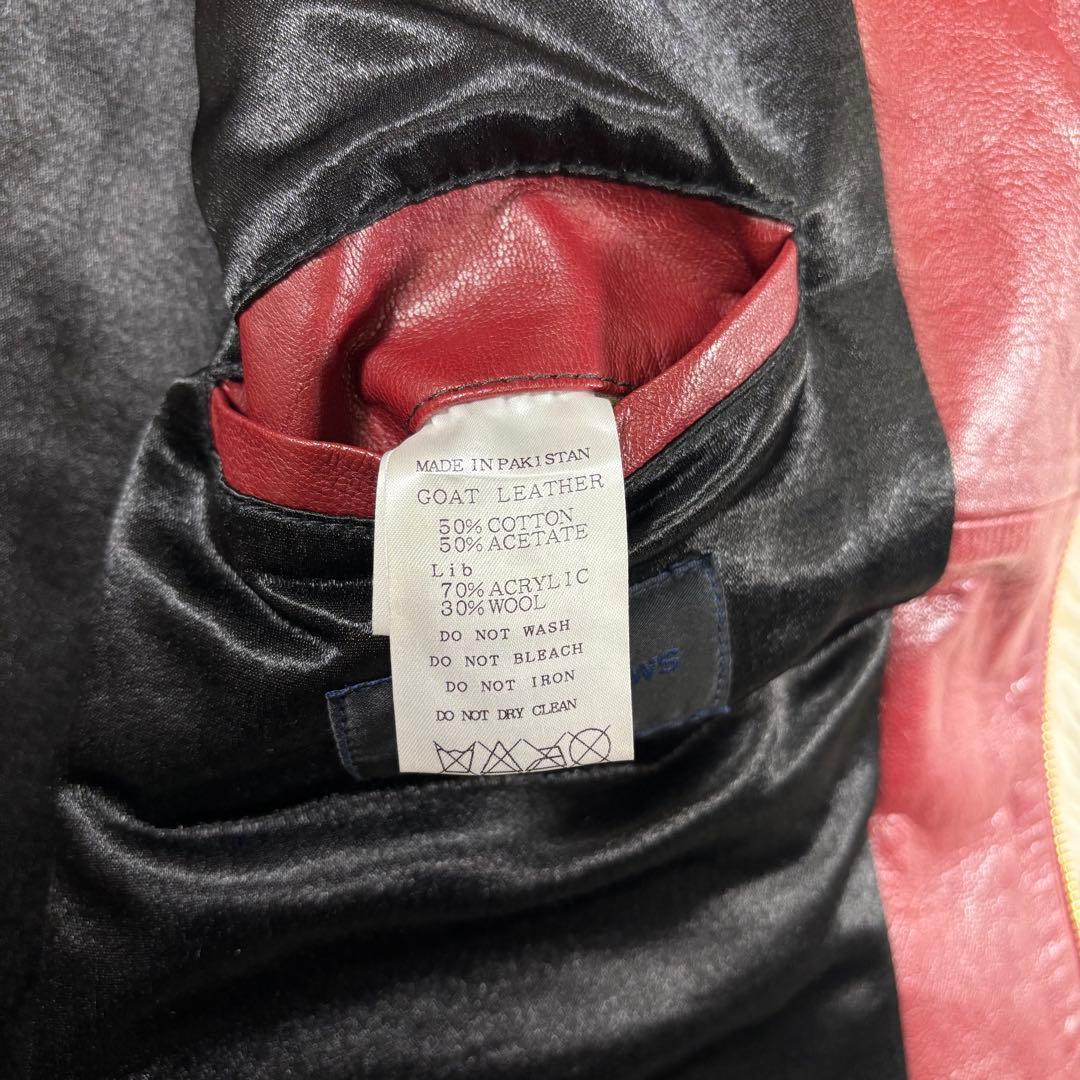 MADE IN PAKISTAN
GOAT LEATHER
50% COTTON
50% ACETATE
Lib
70% ACRYLIC
30% WOOL
DO NOT WASH
DO NOT BLEACH
DO NOT IRON
DO NOT DRY CLEAN